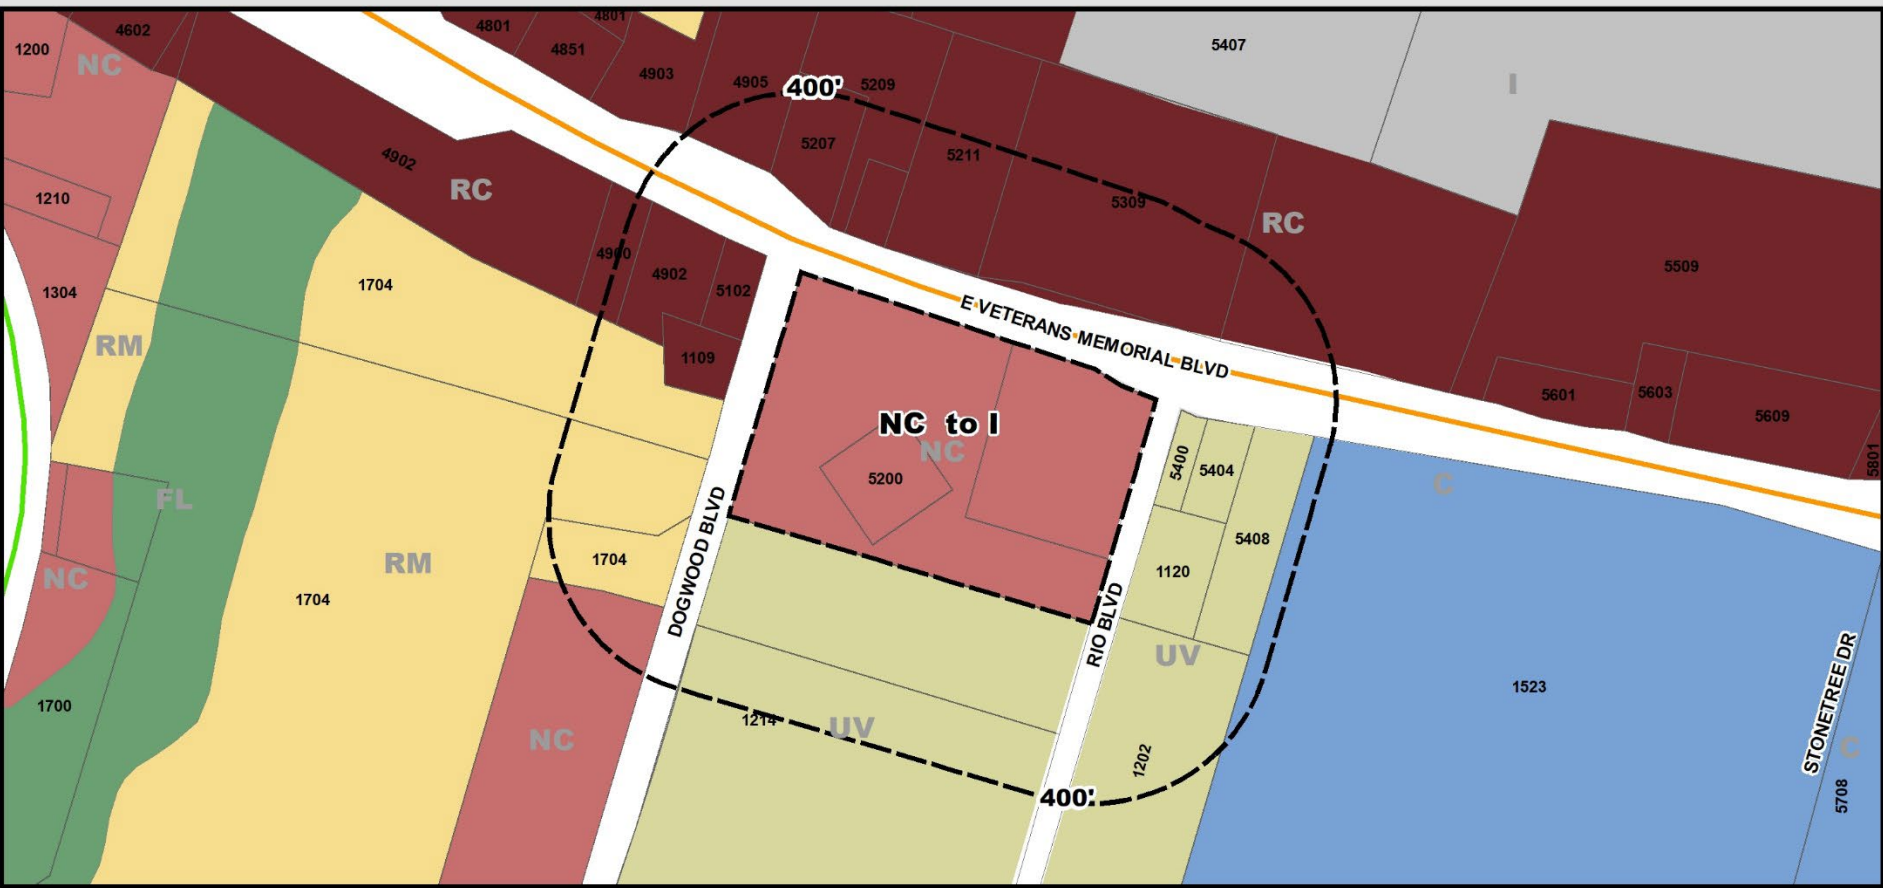 4801
4801
4602
1200
NC
4851
5407
4903
4905
400'
5209
I
5207
4902
5211
RC
1210
5309
RC
4900
4902
5509
1704
1304
5102
E VETERANS MEMORIAL BLVD
RM
1109
5601
5603
5609
NC to I
NC
5801
5400
5404
5200
C
FL
DOGWOOD BLVD
5408
RM
1704
1120
NC
1704
RIO BLVD
UV
1523
STONETREE DR
1700
1214
UV
NC
1202
C
5708
400'